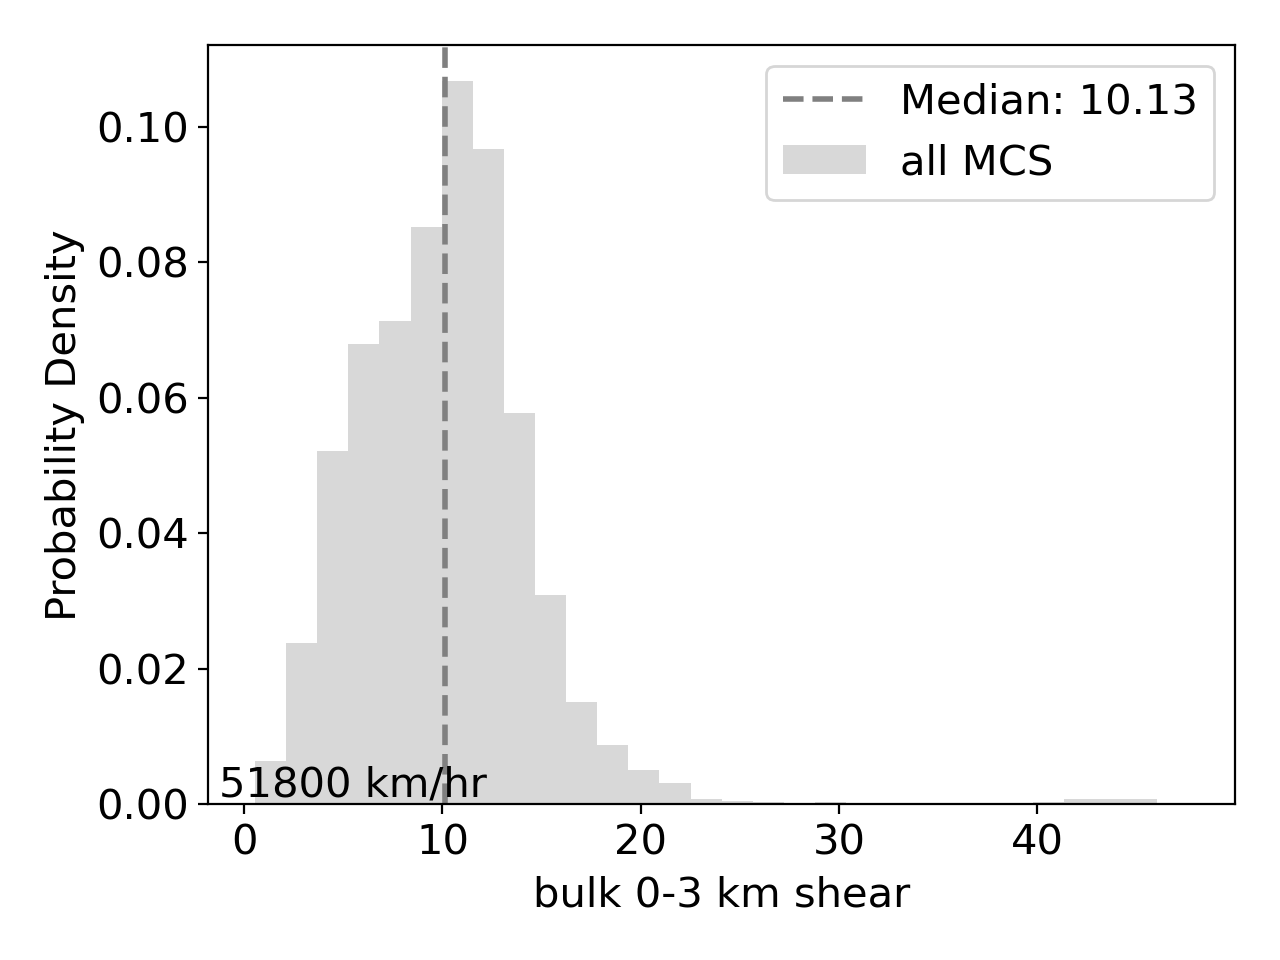 0.10
0.08
0.06
0.04
0.02
0.00
Probability Density
Median: 10.13
all MCS
51800 km/hr
0 10 20 30 40
bulk 0-3 km shear